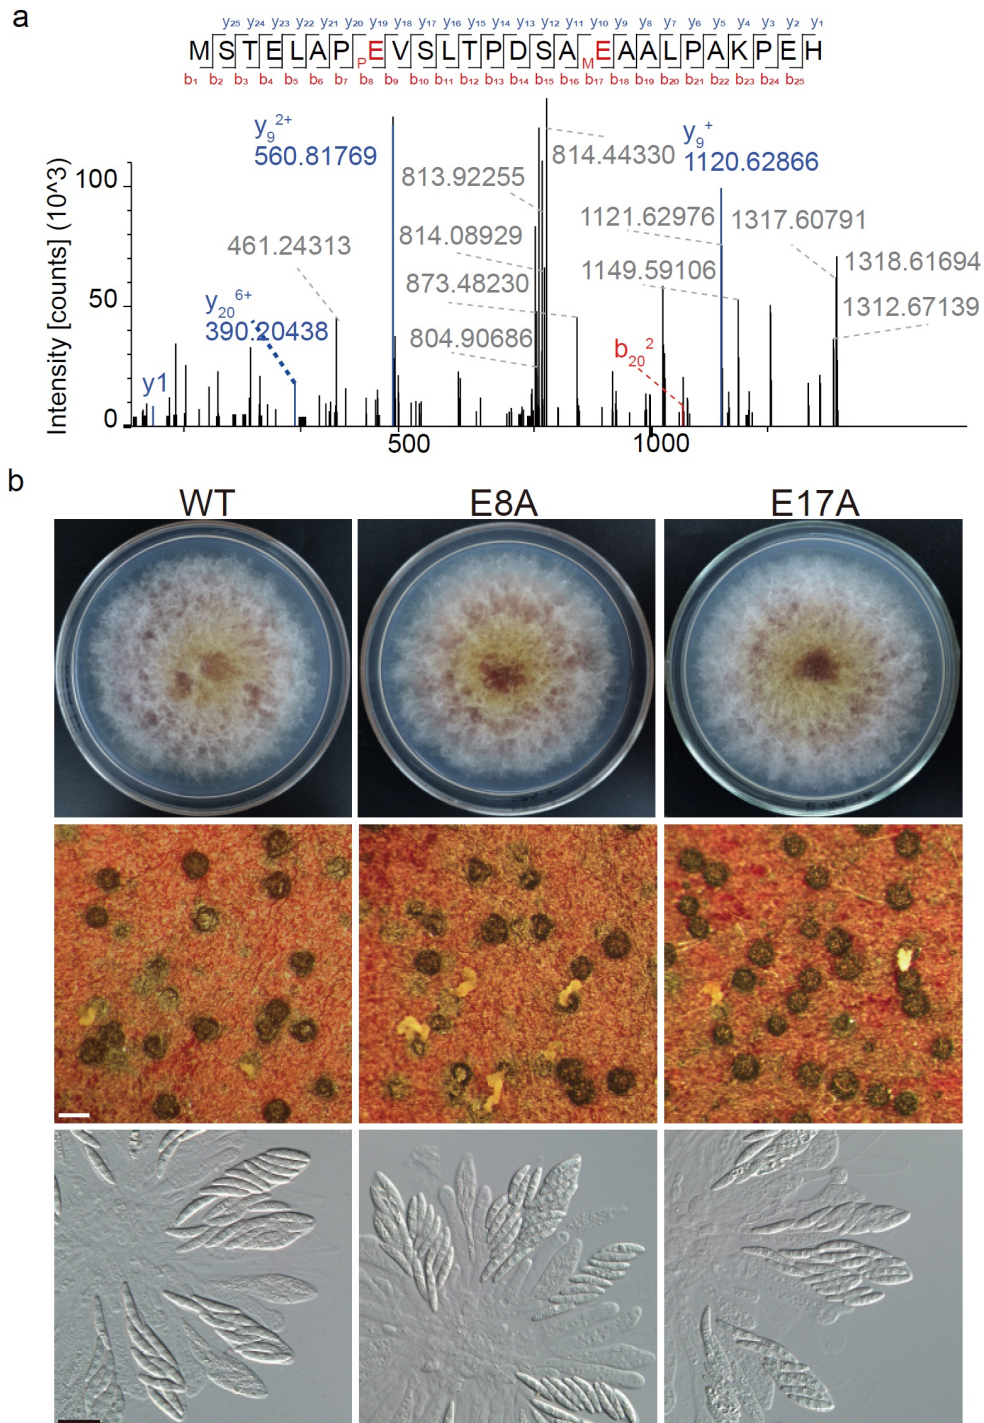 a
y25 y24 y23 y22 y21 y20 y19 y18 y17 y16 y15 y14 y13 y12 y11 y10 y9 y8 y7 y6 y5 y4 y3 y2 y1
MSTELAPPEVSLTPDSAMEAALPAKPEH
b1 b2 b3 b4 b5 b6 b7 b8 b9 b10 b11 b12 b13 b14 b15 b16 b17 b18 b19 b20 b21 b22 b23 b24 b25
y9 2+
560.81769
y9 +
1120.62866
814.44330
813.92255
1121.62976
1317.60791
461.24313
814.08929
1149.59106
1318.61694
873.48230
1312.67139
y20 6+
390.20438
804.90686
b20 2
y1
Intensity [counts] (10^3)
100
50
0
500
1000
b
WT
E8A
E17A